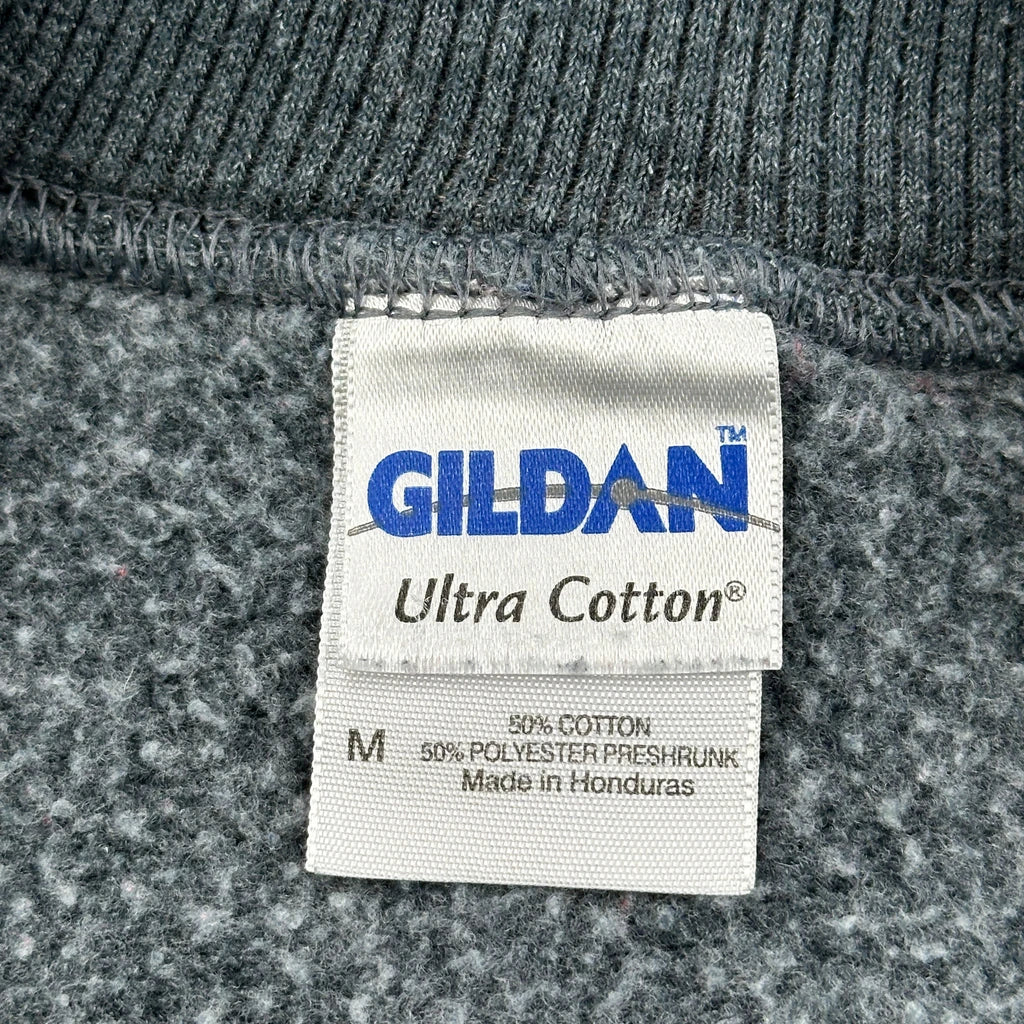 GILDAN™
Ultra Cotton®
M
50% COTTON
50% POLYESTER PRESHRUNK
Made in Honduras